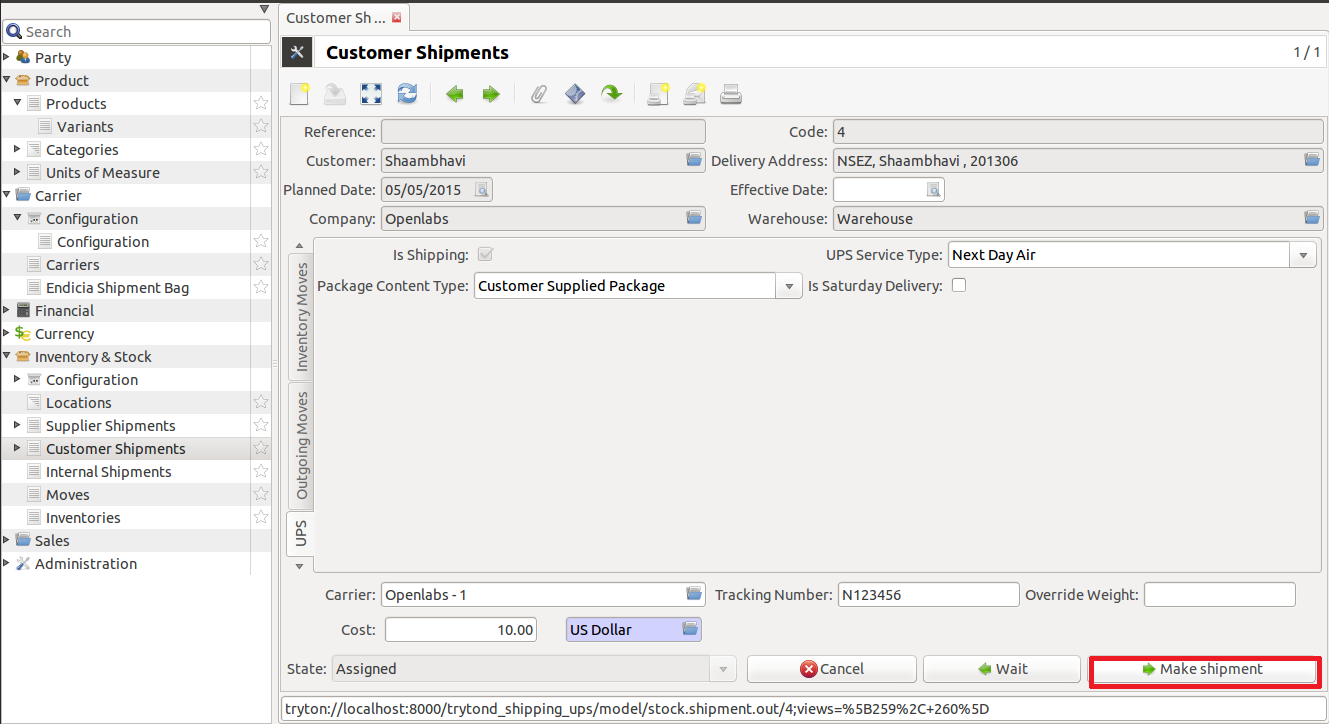 Customer Sh ...
Search
Customer Shipments
1 / 1
Party
Product
Products
Variants
Categories
Units of Measure
Carrier
Configuration
Configuration
Carriers
Endicia Shipment Bag
Financial
Currency
Inventory & Stock
Configuration
Locations
Supplier Shipments
Customer Shipments
Internal Shipments
Moves
Inventories
Sales
Administration
Reference: Code: 4
Customer: Shaambhavi Delivery Address: NSEZ, Shaambhavi , 201306
Planned Date: 05/05/2015 Effective Date:
Company: Openlabs Warehouse: Warehouse
Inventory Moves
Outgoing Moves
UPS
Is Shipping: UPS Service Type: Next Day Air
Package Content Type: Customer Supplied Package Is Saturday Delivery:
Carrier: Openlabs - 1 Tracking Number: N123456 Override Weight:
Cost: 10.00 US Dollar
State: Assigned Cancel Wait Make shipment
tryton://localhost:8000/trytond_shipping_ups/model/stock.shipment.out/4;views=%5B259%2C+260%5D